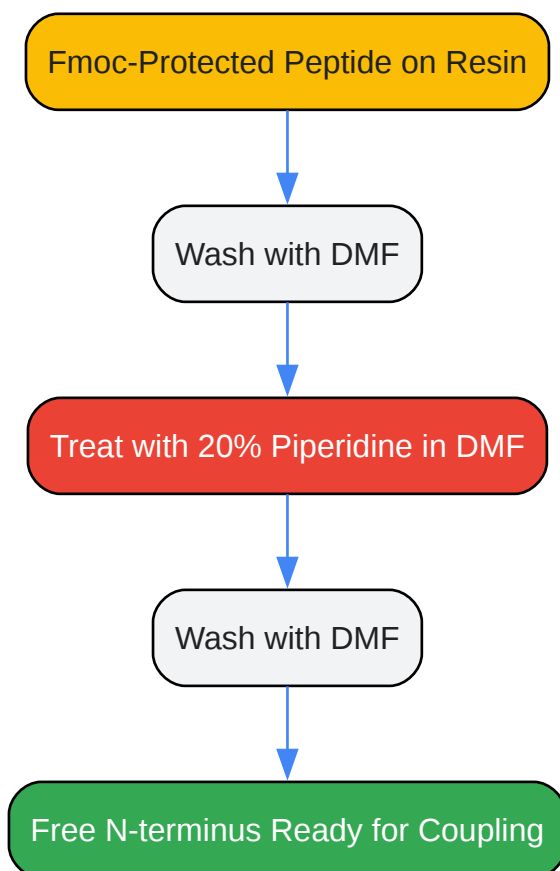 Fmoc-Protected Peptide on Resin
Wash with DMF
Treat with 20% Piperidine in DMF
Wash with DMF
Free N-terminus Ready for Coupling